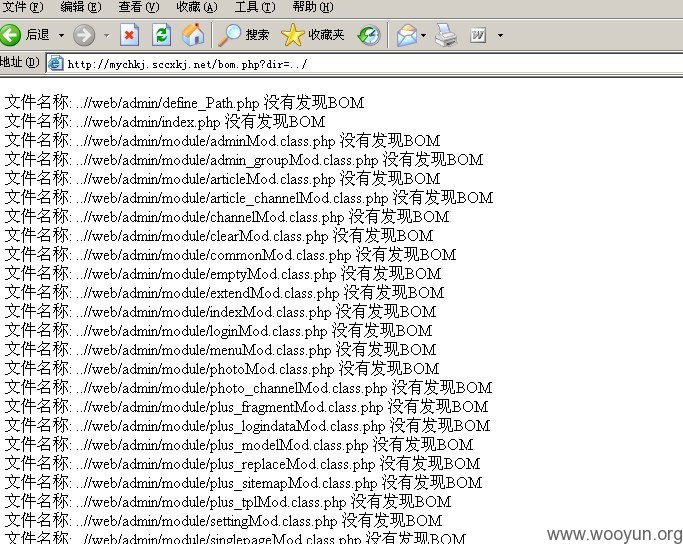 文件(F) 编辑(E) 查看(V) 收藏(A) 工具(T) 帮助(H)
后退 搜索 收藏夹
地址(D) http://mychkj.sccxkj.net/bom.php?dir=../
文件名称: ..//web/admin/define_Path.php 没有发现BOM
文件名称: ..//web/admin/index.php 没有发现BOM
文件名称: ..//web/admin/module/adminMod.class.php 没有发现BOM
文件名称: ..//web/admin/module/admin_groupMod.class.php 没有发现BOM
文件名称: ..//web/admin/module/articleMod.class.php 没有发现BOM
文件名称: ..//web/admin/module/article_channelMod.class.php 没有发现BOM
文件名称: ..//web/admin/module/channelMod.class.php 没有发现BOM
文件名称: ..//web/admin/module/clearMod.class.php 没有发现BOM
文件名称: ..//web/admin/module/commonMod.class.php 没有发现BOM
文件名称: ..//web/admin/module/emptyMod.class.php 没有发现BOM
文件名称: ..//web/admin/module/extendMod.class.php 没有发现BOM
文件名称: ..//web/admin/module/indexMod.class.php 没有发现BOM
文件名称: ..//web/admin/module/loginMod.class.php 没有发现BOM
文件名称: ..//web/admin/module/menuMod.class.php 没有发现BOM
文件名称: ..//web/admin/module/photoMod.class.php 没有发现BOM
文件名称: ..//web/admin/module/photo_channelMod.class.php 没有发现BOM
文件名称: ..//web/admin/module/plus_fragmentMod.class.php 没有发现BOM
文件名称: ..//web/admin/module/plus_logindataMod.class.php 没有发现BOM
文件名称: ..//web/admin/module/plus_modelMod.class.php 没有发现BOM
文件名称: ..//web/admin/module/plus_replaceMod.class.php 没有发现BOM
文件名称: ..//web/admin/module/plus_sitemapMod.class.php 没有发现BOM
文件名称: ..//web/admin/module/plus_tplMod.class.php 没有发现BOM
文件名称: ..//web/admin/module/settingMod.class.php 没有发现BOM
文件名称: ..//web/admin/module/singlepageMod.class.php 没有发现BOM
www.wooyun.org